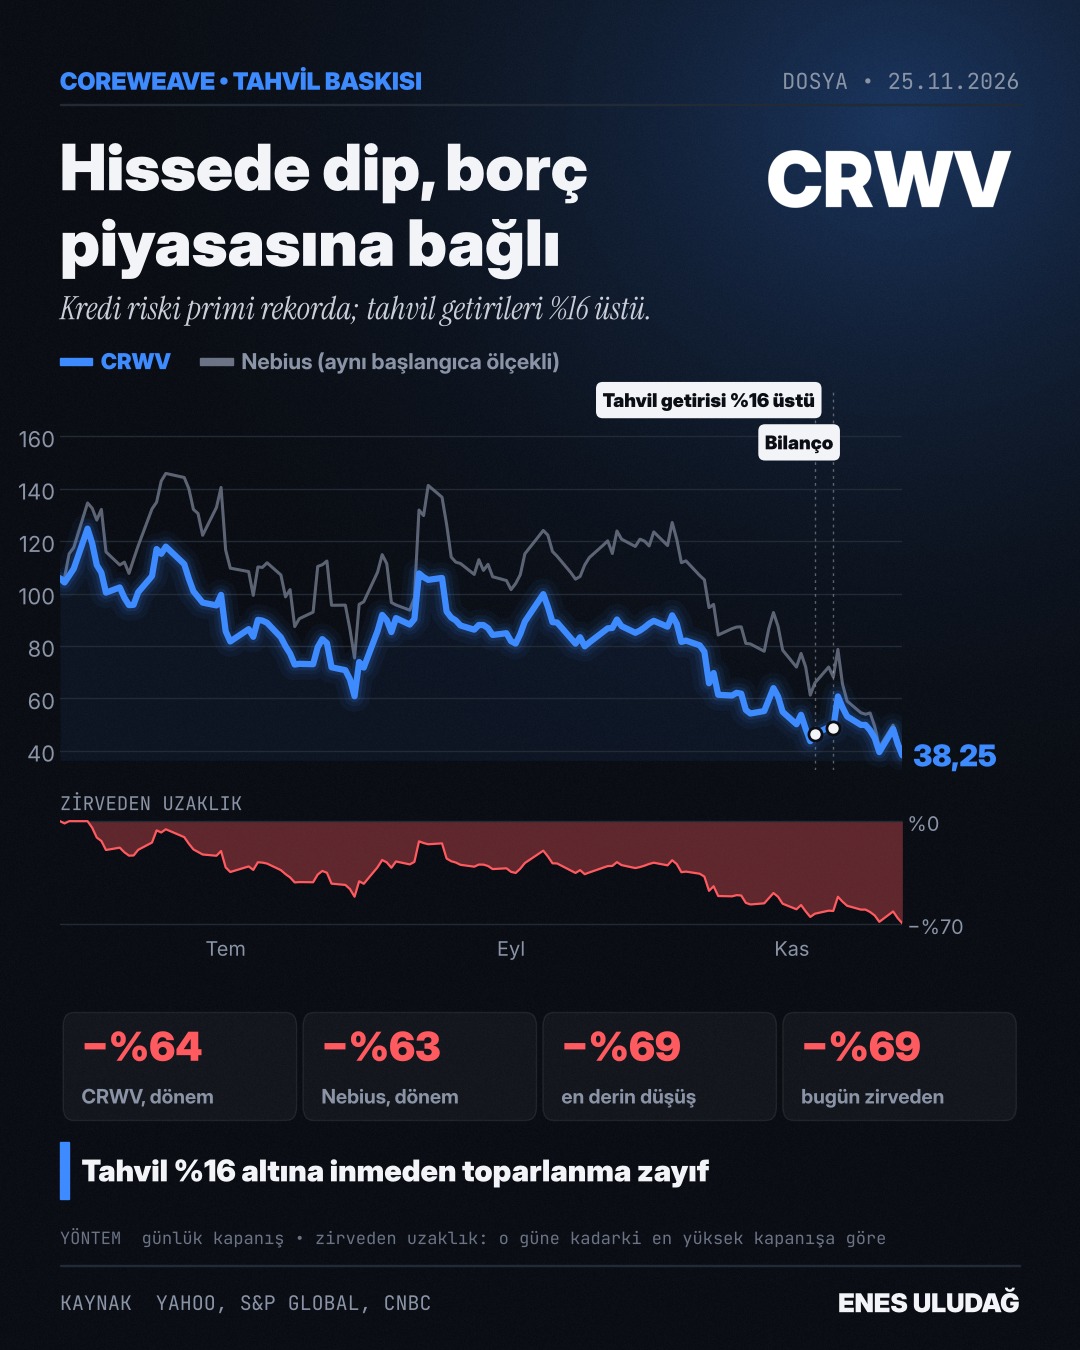 COREWEAVE • TAHVİL BASKISI
DOSYA • 25.11.2026
Hissede dip, borç
piyasasına bağlı
CRWV
Kredi riski primi rekorda; tahvil getirileri %16 üstü.
CRWV
Nebius (aynı başlangıca ölçekli)
Tahvil getirisi %16 üstü
Bilanço
160
140
120
100
80
60
40
38,25
ZİRVEDEN UZAKLIK
%0
−%70
Tem
Eyl
Kas
−%64
CRWV, dönem
−%63
Nebius, dönem
−%69
en derin düşüş
−%69
bugün zirveden
Tahvil %16 altına inmeden toparlanma zayıf
YÖNTEM günlük kapanış • zirveden uzaklık: o güne kadarki en yüksek kapanışa göre
KAYNAK YAHOO, S&P GLOBAL, CNBC
ENES ULUDAĞ